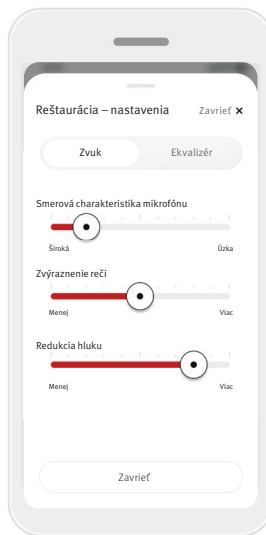 Reštaurácia – nastavenia Zavrieť ×
Zvuk Ekvalizér
Smerová charakteristika mikrofónu
Široká Úzka
Zvýraznenie reči
Menej Viac
Redukcia hluku
Menej Viac
Zavrieť